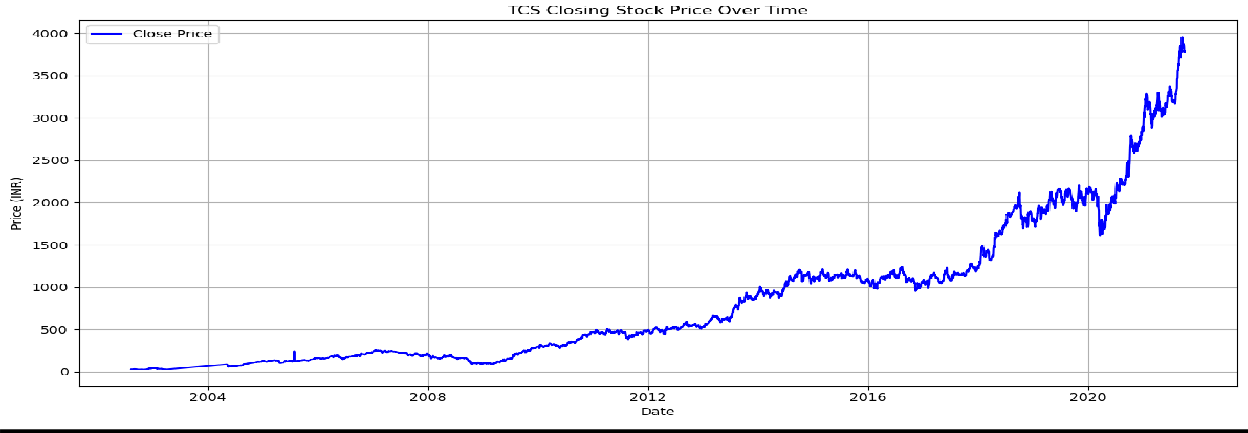 TCS Closing Stock Price Over Time
Close Price
4000
3500
3000
2500
2000
1500
1000
500
0
Price (INR)
2004 2008 2012 2016 2020
Date